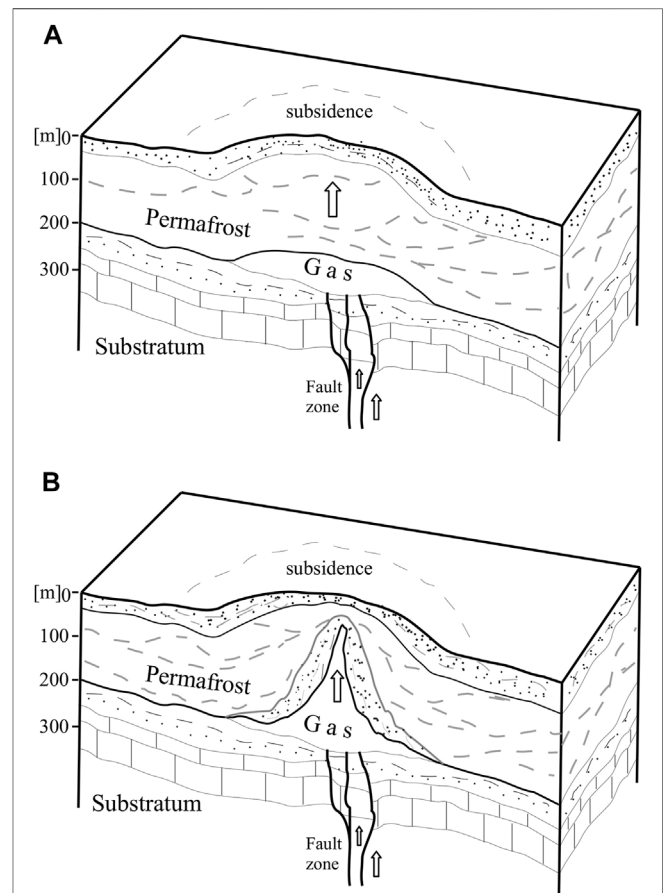 A
subsidence
[m]0
100
Permafrost
200
Gas
300
Substratum
Fault
zone
B
subsidence
[m]0
100
Permafrost
200
Gas
300
Substratum
Fault
zone